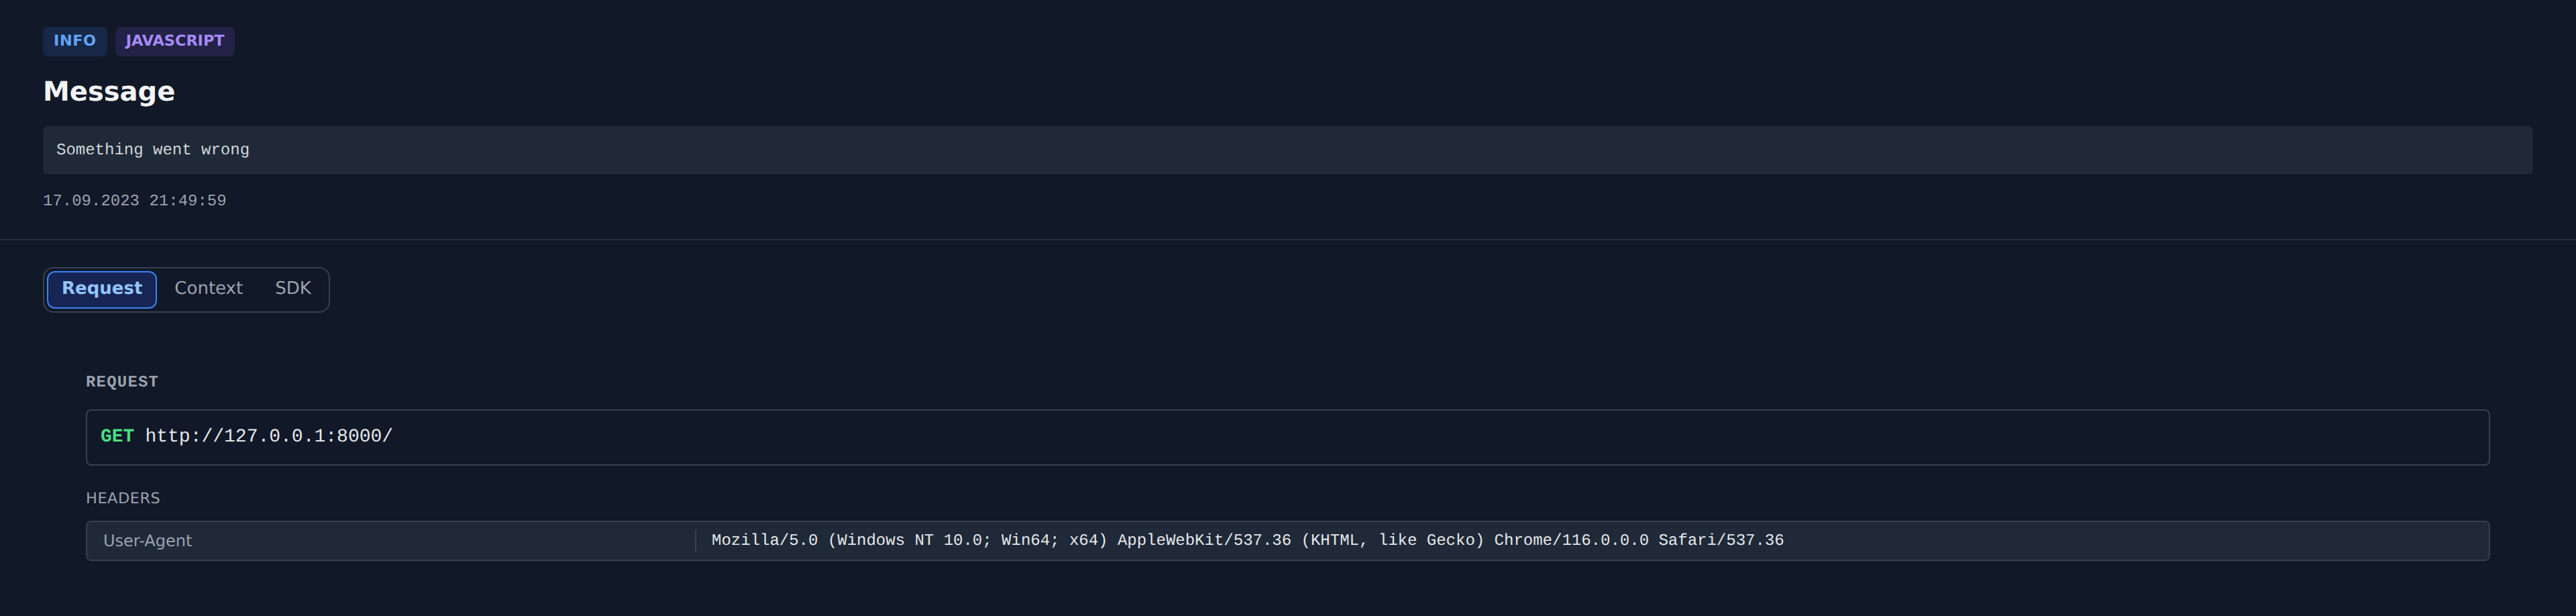 INFO JAVASCRIPT
Message
Something went wrong
17.09.2023 21:49:59
Request Context SDK
REQUEST
GET http://127.0.0.1:8000/
HEADERS
User-Agent Mozilla/5.0 (Windows NT 10.0; Win64; x64) AppleWebKit/537.36 (KHTML, like Gecko) Chrome/116.0.0.0 Safari/537.36